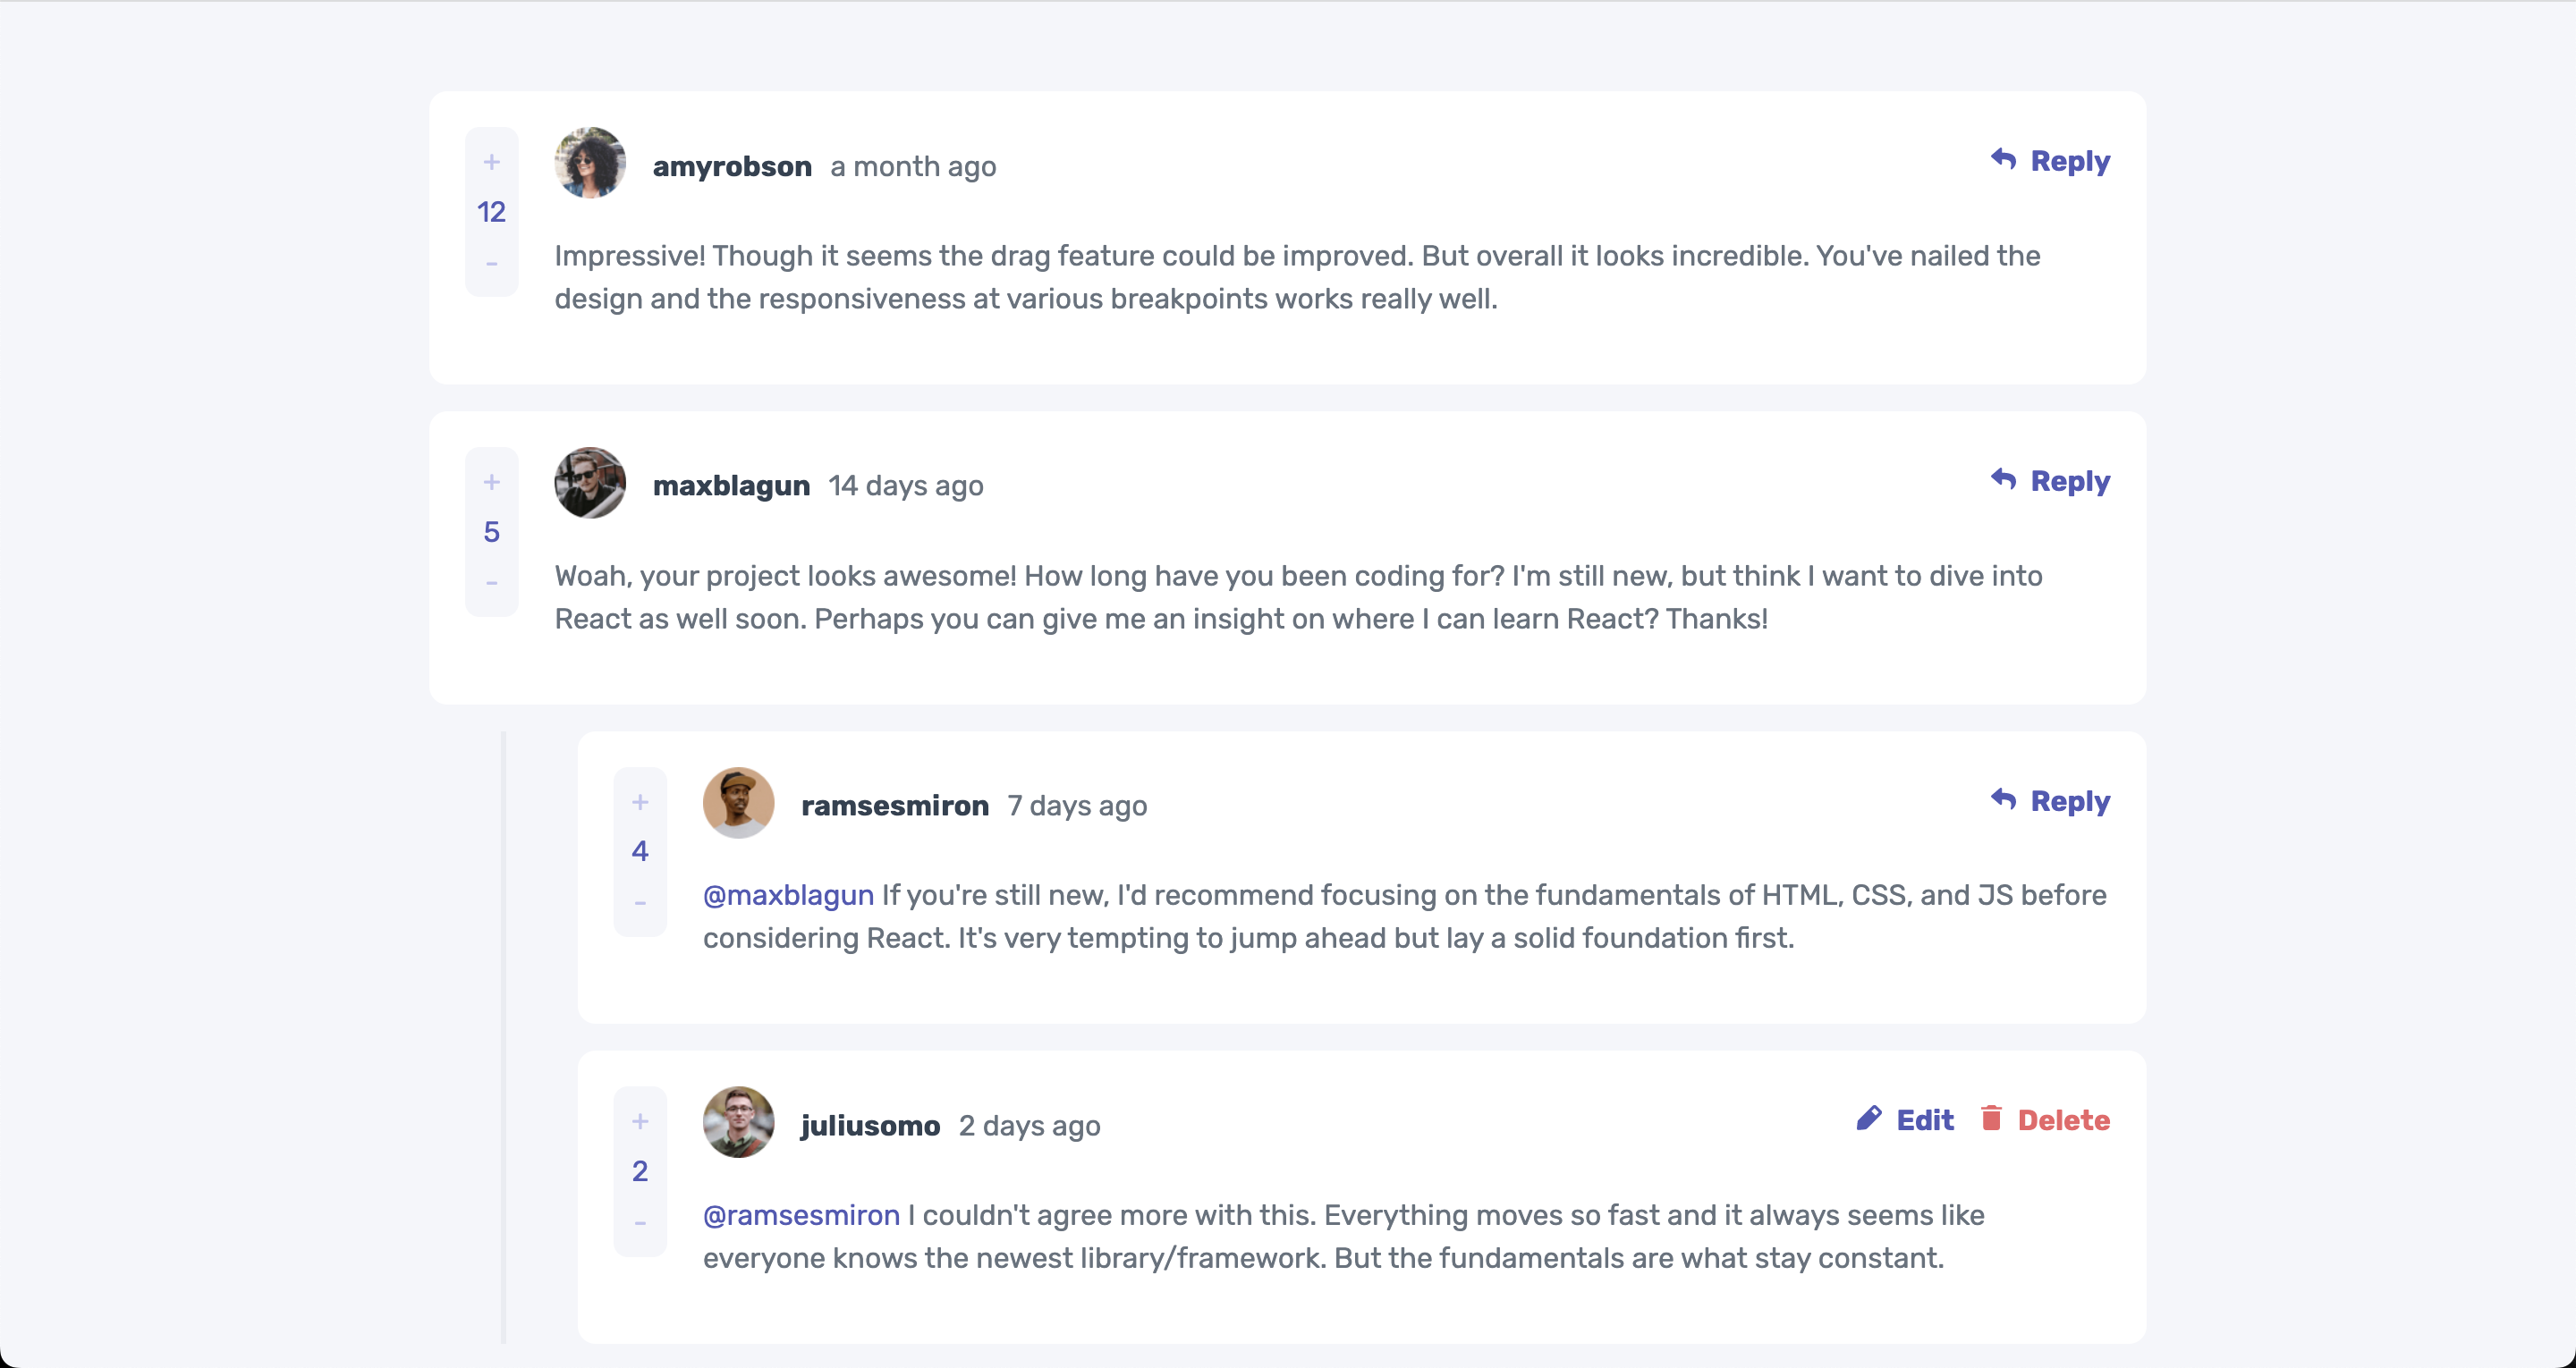 +
12
-
amyrobson a month ago
Reply
Impressive! Though it seems the drag feature could be improved. But overall it looks incredible. You've nailed the
design and the responsiveness at various breakpoints works really well.
+
5
-
maxblagun 14 days ago
Reply
Woah, your project looks awesome! How long have you been coding for? I'm still new, but think I want to dive into
React as well soon. Perhaps you can give me an insight on where I can learn React? Thanks!
+
4
-
ramsesmiron 7 days ago
Reply
@maxblagun If you're still new, I'd recommend focusing on the fundamentals of HTML, CSS, and JS before
considering React. It's very tempting to jump ahead but lay a solid foundation first.
+
2
-
juliusomo 2 days ago
Edit Delete
@ramsesmiron I couldn't agree more with this. Everything moves so fast and it always seems like
everyone knows the newest library/framework. But the fundamentals are what stay constant.